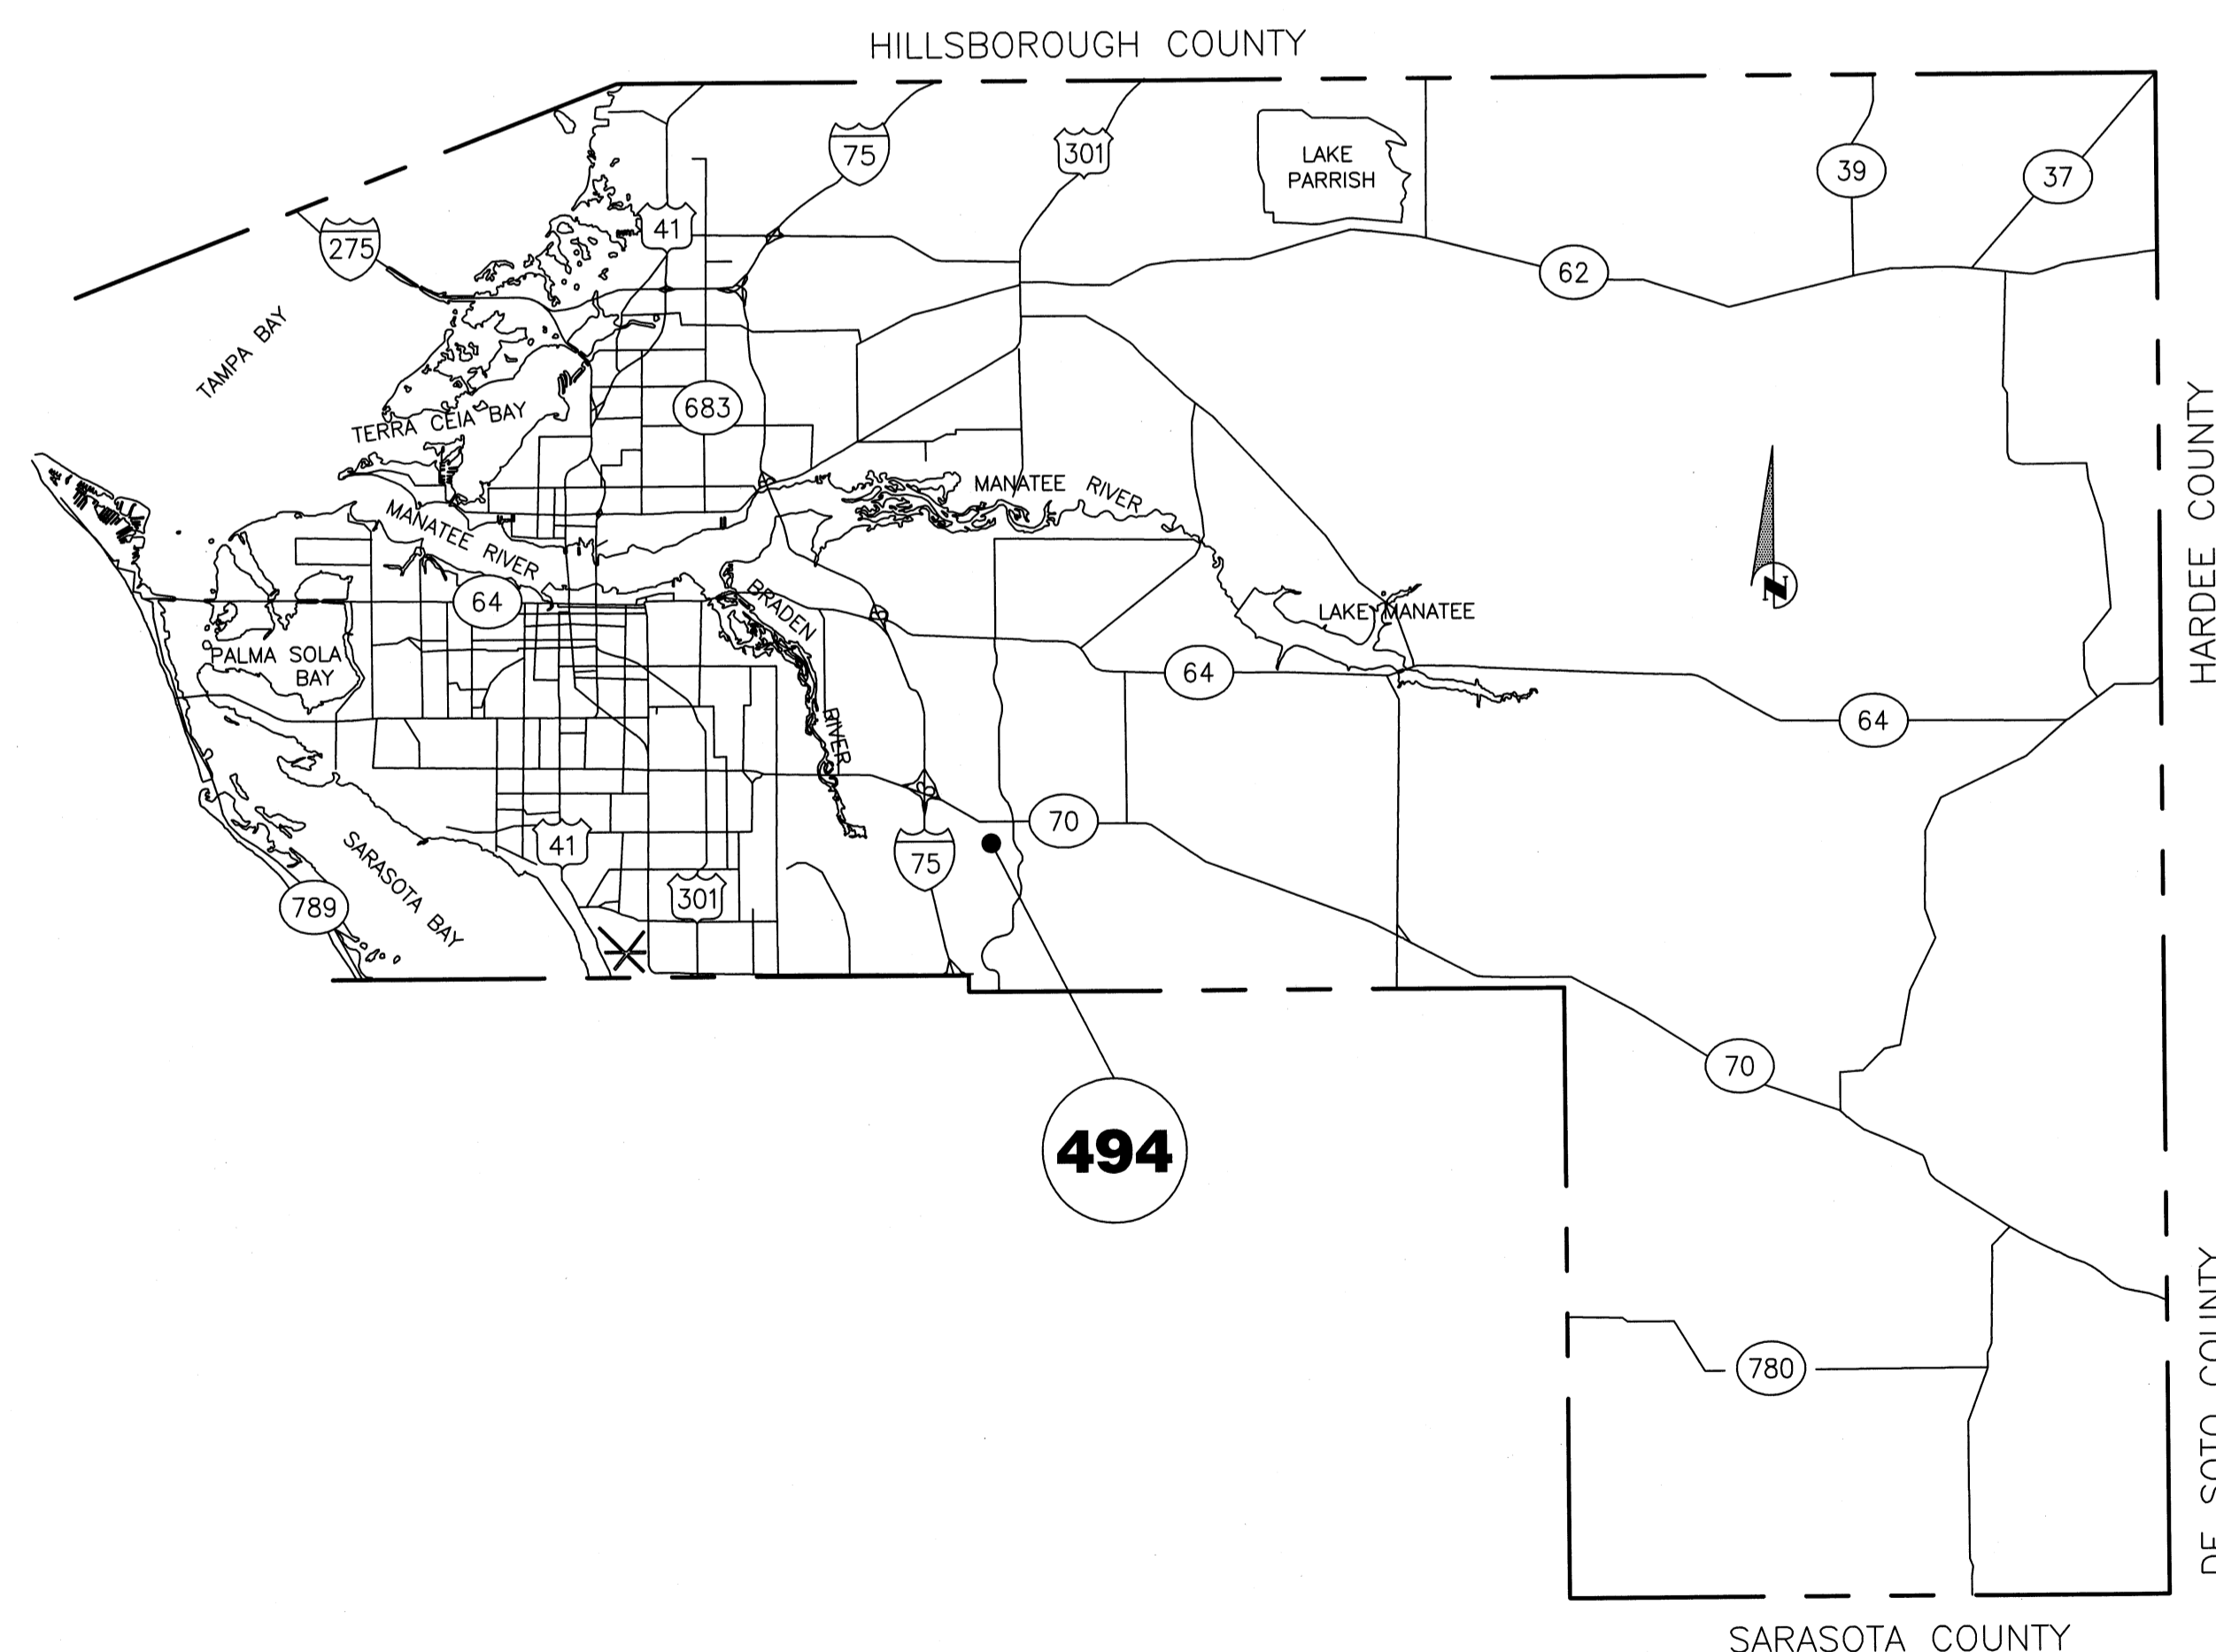 HILLSBOROUGH COUNTY
75
301
LAKE
PARRISH
39
37
41
275
62
TAMPA BAY
683
TERRA CEIA BAY
HARDEE COUNTY
MANATEE RIVER
MANATEE RIVER
N
64
BRADEN
RIVER
LAKE MANATEE
PALMA SOLA
BAY
64
64
70
41
75
SARASOTA BAY
301
789
70
494
780
DE SOTO COUNTY
SARASOTA COUNTY